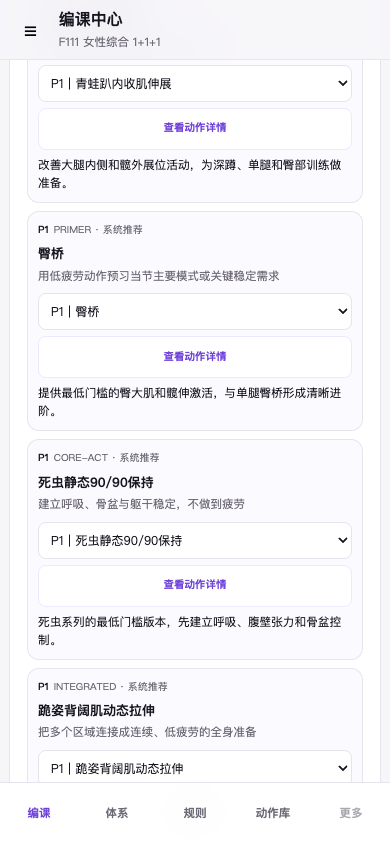 编课中心
F111 女性综合 1+1+1
P1｜青蛙趴内收肌伸展
查看动作详情
改善大腿内侧和髋外展位活动，为深蹲、单腿和臀部训练做
准备。
P1 PRIMER · 系统推荐
臀桥
用低疲劳动作预习当节主要模式或关键稳定需求
P1｜臀桥
查看动作详情
提供最低门槛的臀大肌和髋伸激活，与单腿臀桥形成清晰进
阶。
P1 CORE-ACT · 系统推荐
死虫静态90/90保持
建立呼吸、骨盆与躯干稳定，不做到疲劳
P1｜死虫静态90/90保持
查看动作详情
死虫系列的最低门槛版本，先建立呼吸、腹壁张力和骨盆控
制。
P1 INTEGRATED · 系统推荐
跪姿背阔肌动态拉伸
把多个区域连接成连续、低疲劳的全身准备
P1｜跪姿背阔肌动态拉伸
编课 体系 规则 动作库 更多